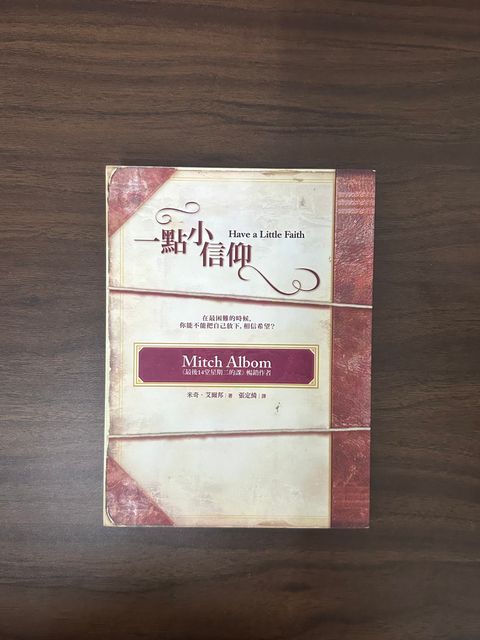 一點小信仰
Have a Little Faith
在最困難的時候,
你能不能把自己放下,相信希望?
Mitch Albom
《最後14堂星期二的課》暢銷作者
米奇・艾爾邦|著 張定綺|譯